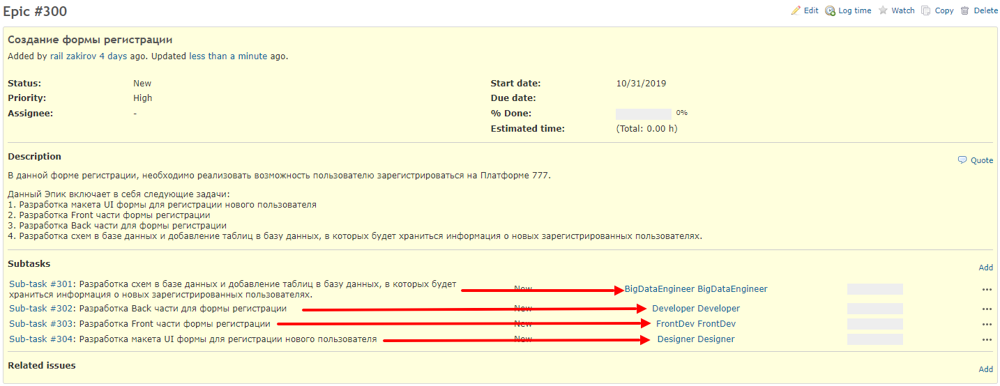 Epic #300
Edit Log time Watch Copy Delete
Создание формы регистрации
Added by rail zakirov 4 days ago. Updated less than a minute ago.
Status: New Start date: 10/31/2019
Priority: High Due date:
Assignee: - % Done: 0%
Estimated time: (Total: 0.00 h)
Description
Quote
В данной форме регистрации, необходимо реализовать возможность пользователю зарегистрироваться на Платформе 777.
Данный Эпик включает в себя следующие задачи:
1. Разработка макета UI формы для регистрации нового пользователя
2. Разработка Front части формы регистрации
3. Разработка Back части для формы регистрации
4. Разработка схем в базе данных и добавление таблиц в базу данных, в которых будет храниться информация о новых зарегистрированных пользователях.
Subtasks
Add
Sub-task #301: Разработка схем в базе данных и добавление таблиц в базу данных, в которых будет New BigDataEngineer BigDataEngineer
храниться информация о новых зарегистрированных пользователях.
Sub-task #302: Разработка Back части для формы регистрации New Developer Developer
Sub-task #303: Разработка Front части формы регистрации New FrontDev FrontDev
Sub-task #304: Разработка макета UI формы для регистрации нового пользователя New Designer Designer
Related issues
Add